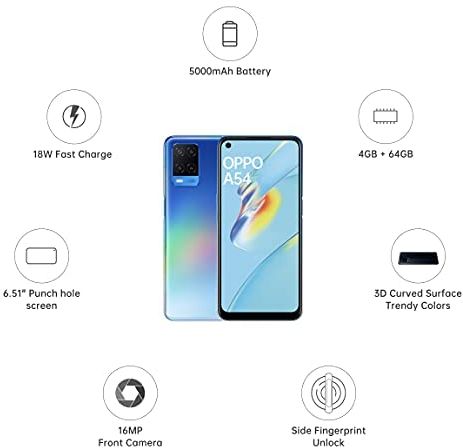 5000mAh Battery
18W Fast Charge
4GB + 64GB
OPPO
A54
6.51” Punch hole
screen
3D Curved Surface
Trendy Colors
16MP
Front Camera
Side Fingerprint
Unlock